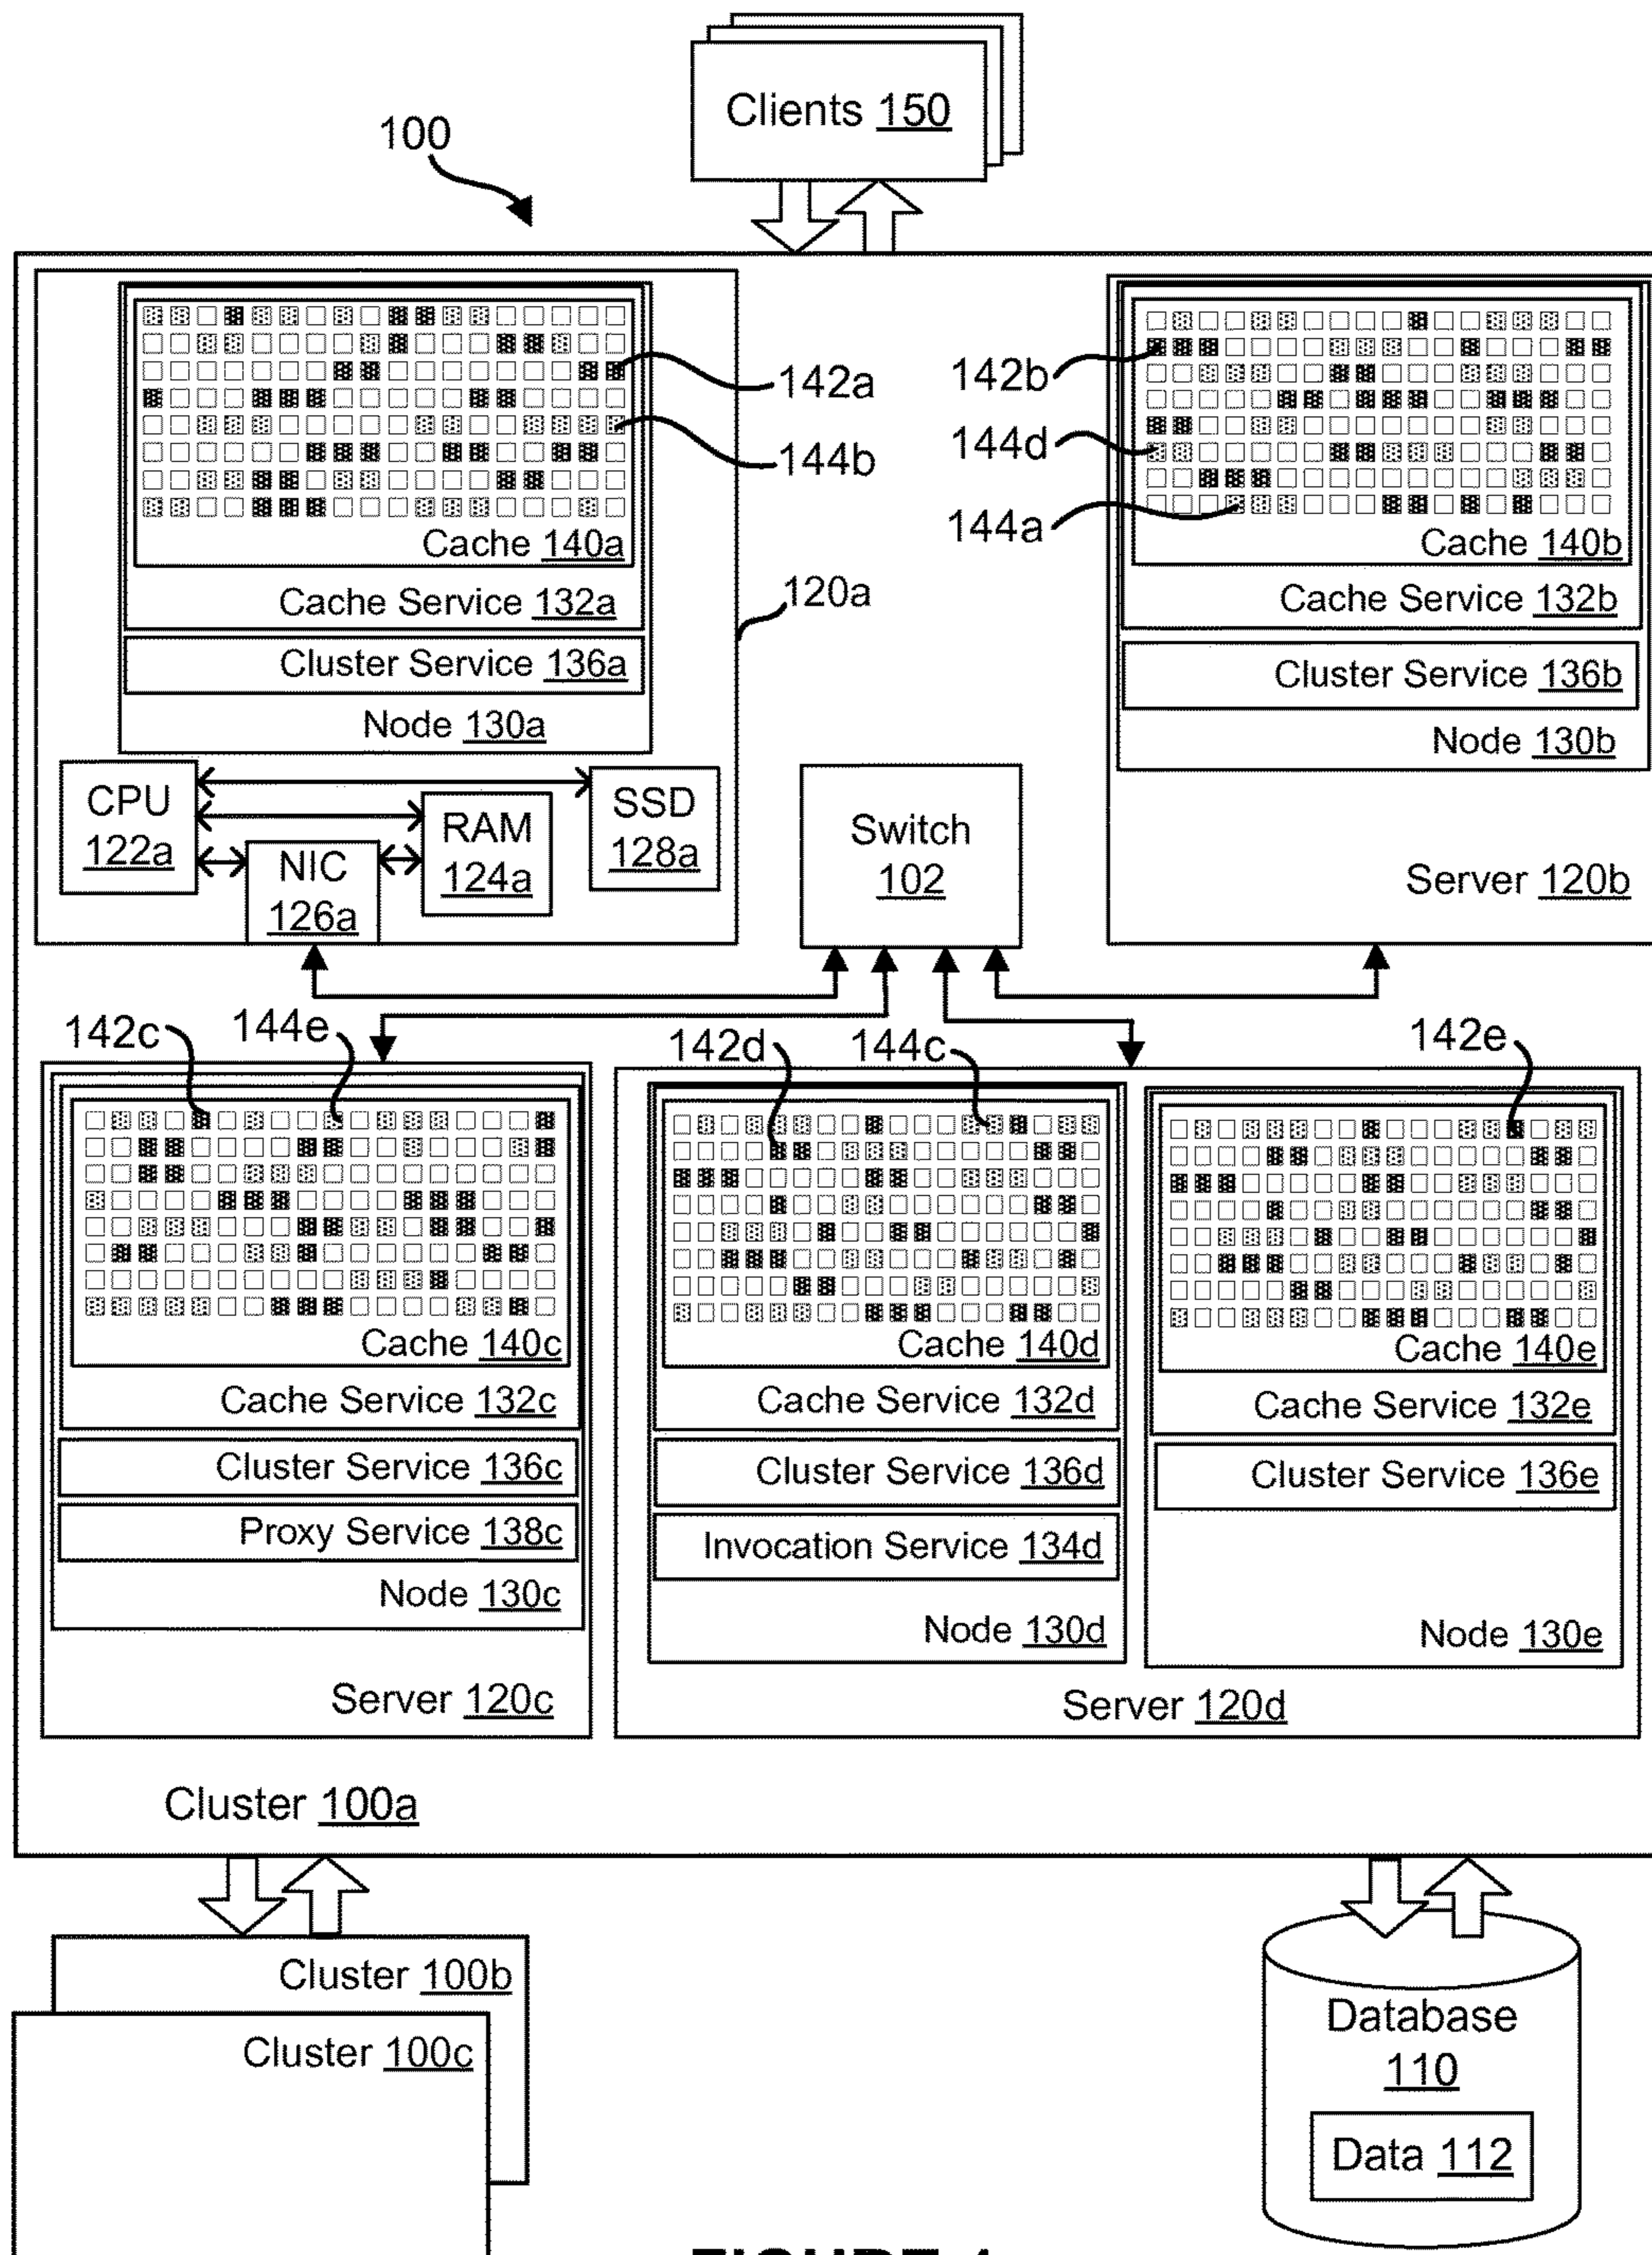 Clients 150
100
142a
144b
142b
144d
144a
Cache 140a
Cache Service 132a
Cluster Service 136a
Node 130a
120a
Cache 140b
Cache Service 132b
Cluster Service 136b
Node 130b
Server 120b
CPU
122a
NIC
126a
RAM
124a
SSD
128a
Switch
102
142c
144e
142d
144c
142e
Cache 140c
Cache Service 132c
Cluster Service 136c
Proxy Service 138c
Node 130c
Server 120c
Cache 140d
Cache Service 132d
Cluster Service 136d
Invocation Service 134d
Node 130d
Cache 140e
Cache Service 132e
Cluster Service 136e
Node 130e
Server 120d
Cluster 100a
Cluster 100b
Cluster 100c
Database
110
Data 112
FIGURE 1